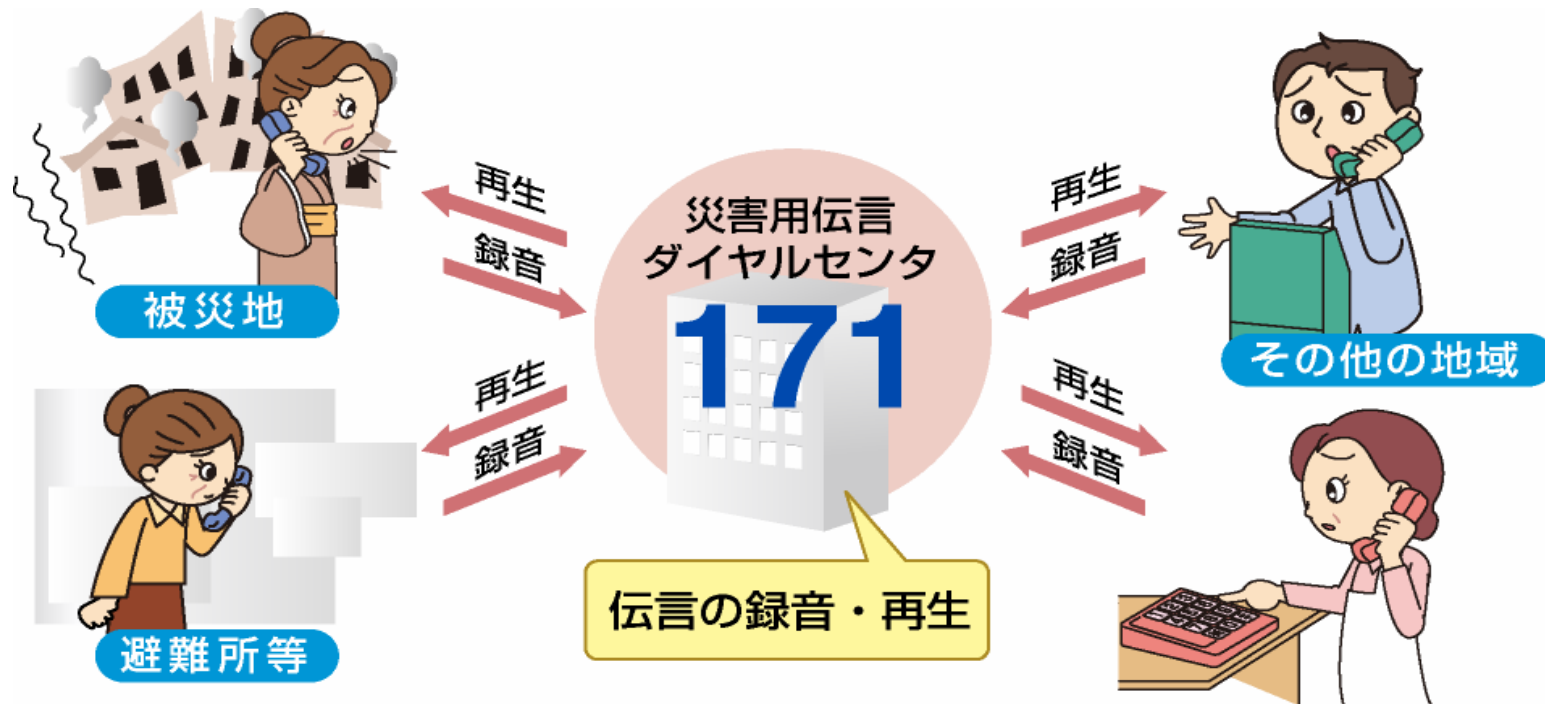 災害用伝言
ダイヤルセンタ
171
再生
録音
被災地
再生
録音
避難所等
再生
録音
その他の地域
再生
録音
伝言の録音・再生